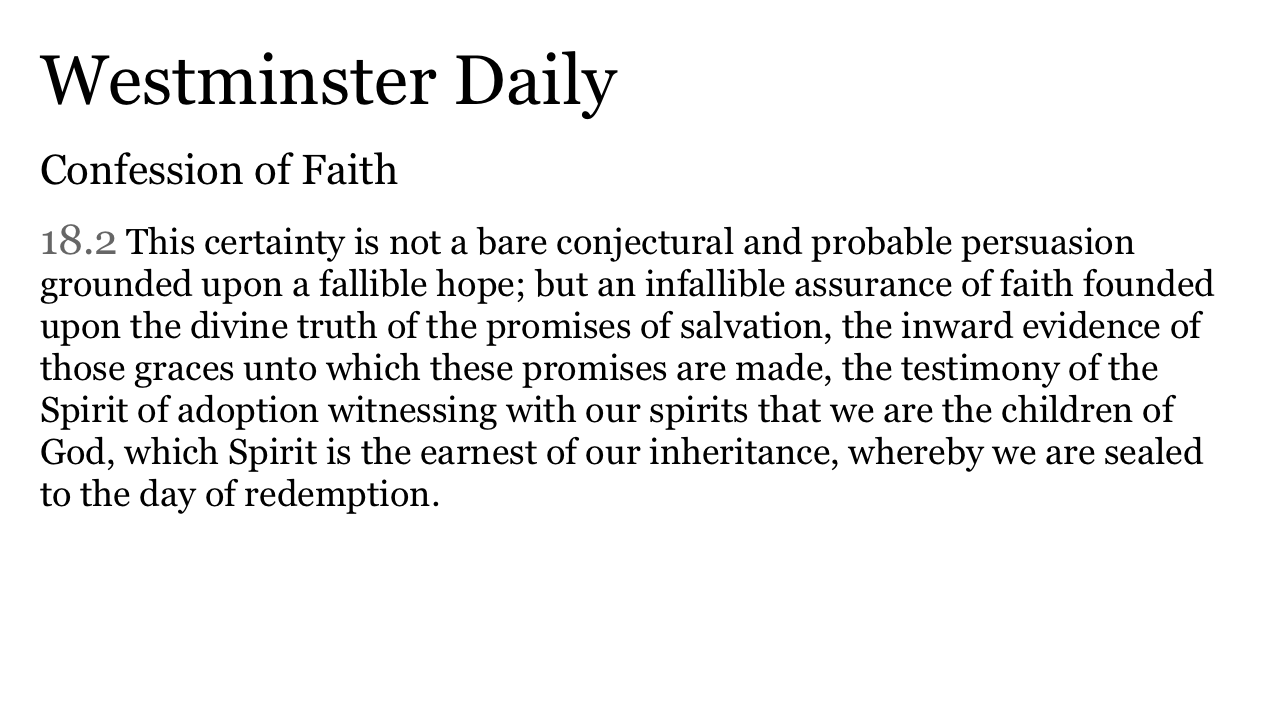 Westminster Daily
Confession of Faith
18.2 This certainty is not a bare conjectural and probable persuasion
grounded upon a fallible hope; but an infallible assurance of faith founded
upon the divine truth of the promises of salvation, the inward evidence of
those graces unto which these promises are made, the testimony of the
Spirit of adoption witnessing with our spirits that we are the children of
God, which Spirit is the earnest of our inheritance, whereby we are sealed
to the day of redemption.